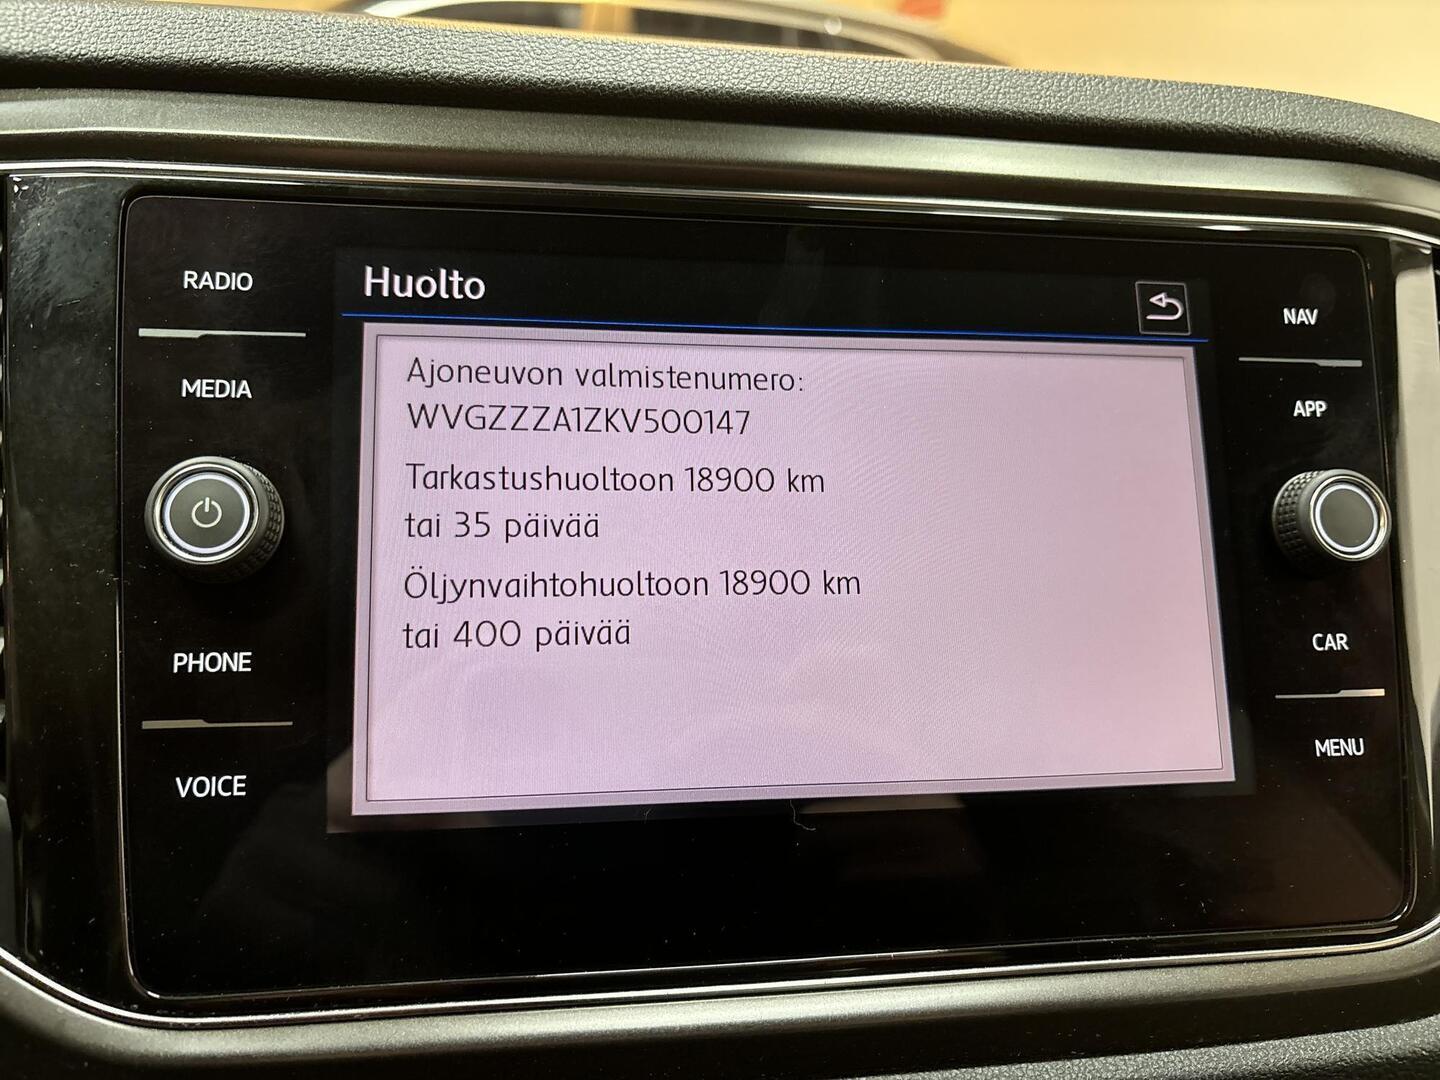 RADIO
MEDIA
PHONE
VOICE
Huolto
Ajoneuvon valmistenumero:
WVGZZZA1ZKV500147
Tarkastushuoltoon 18900 km
tai 35 päivää
Öljynvaihtohuoltoon 18900 km
tai 400 päivää
NAV
APP
CAR
MENU